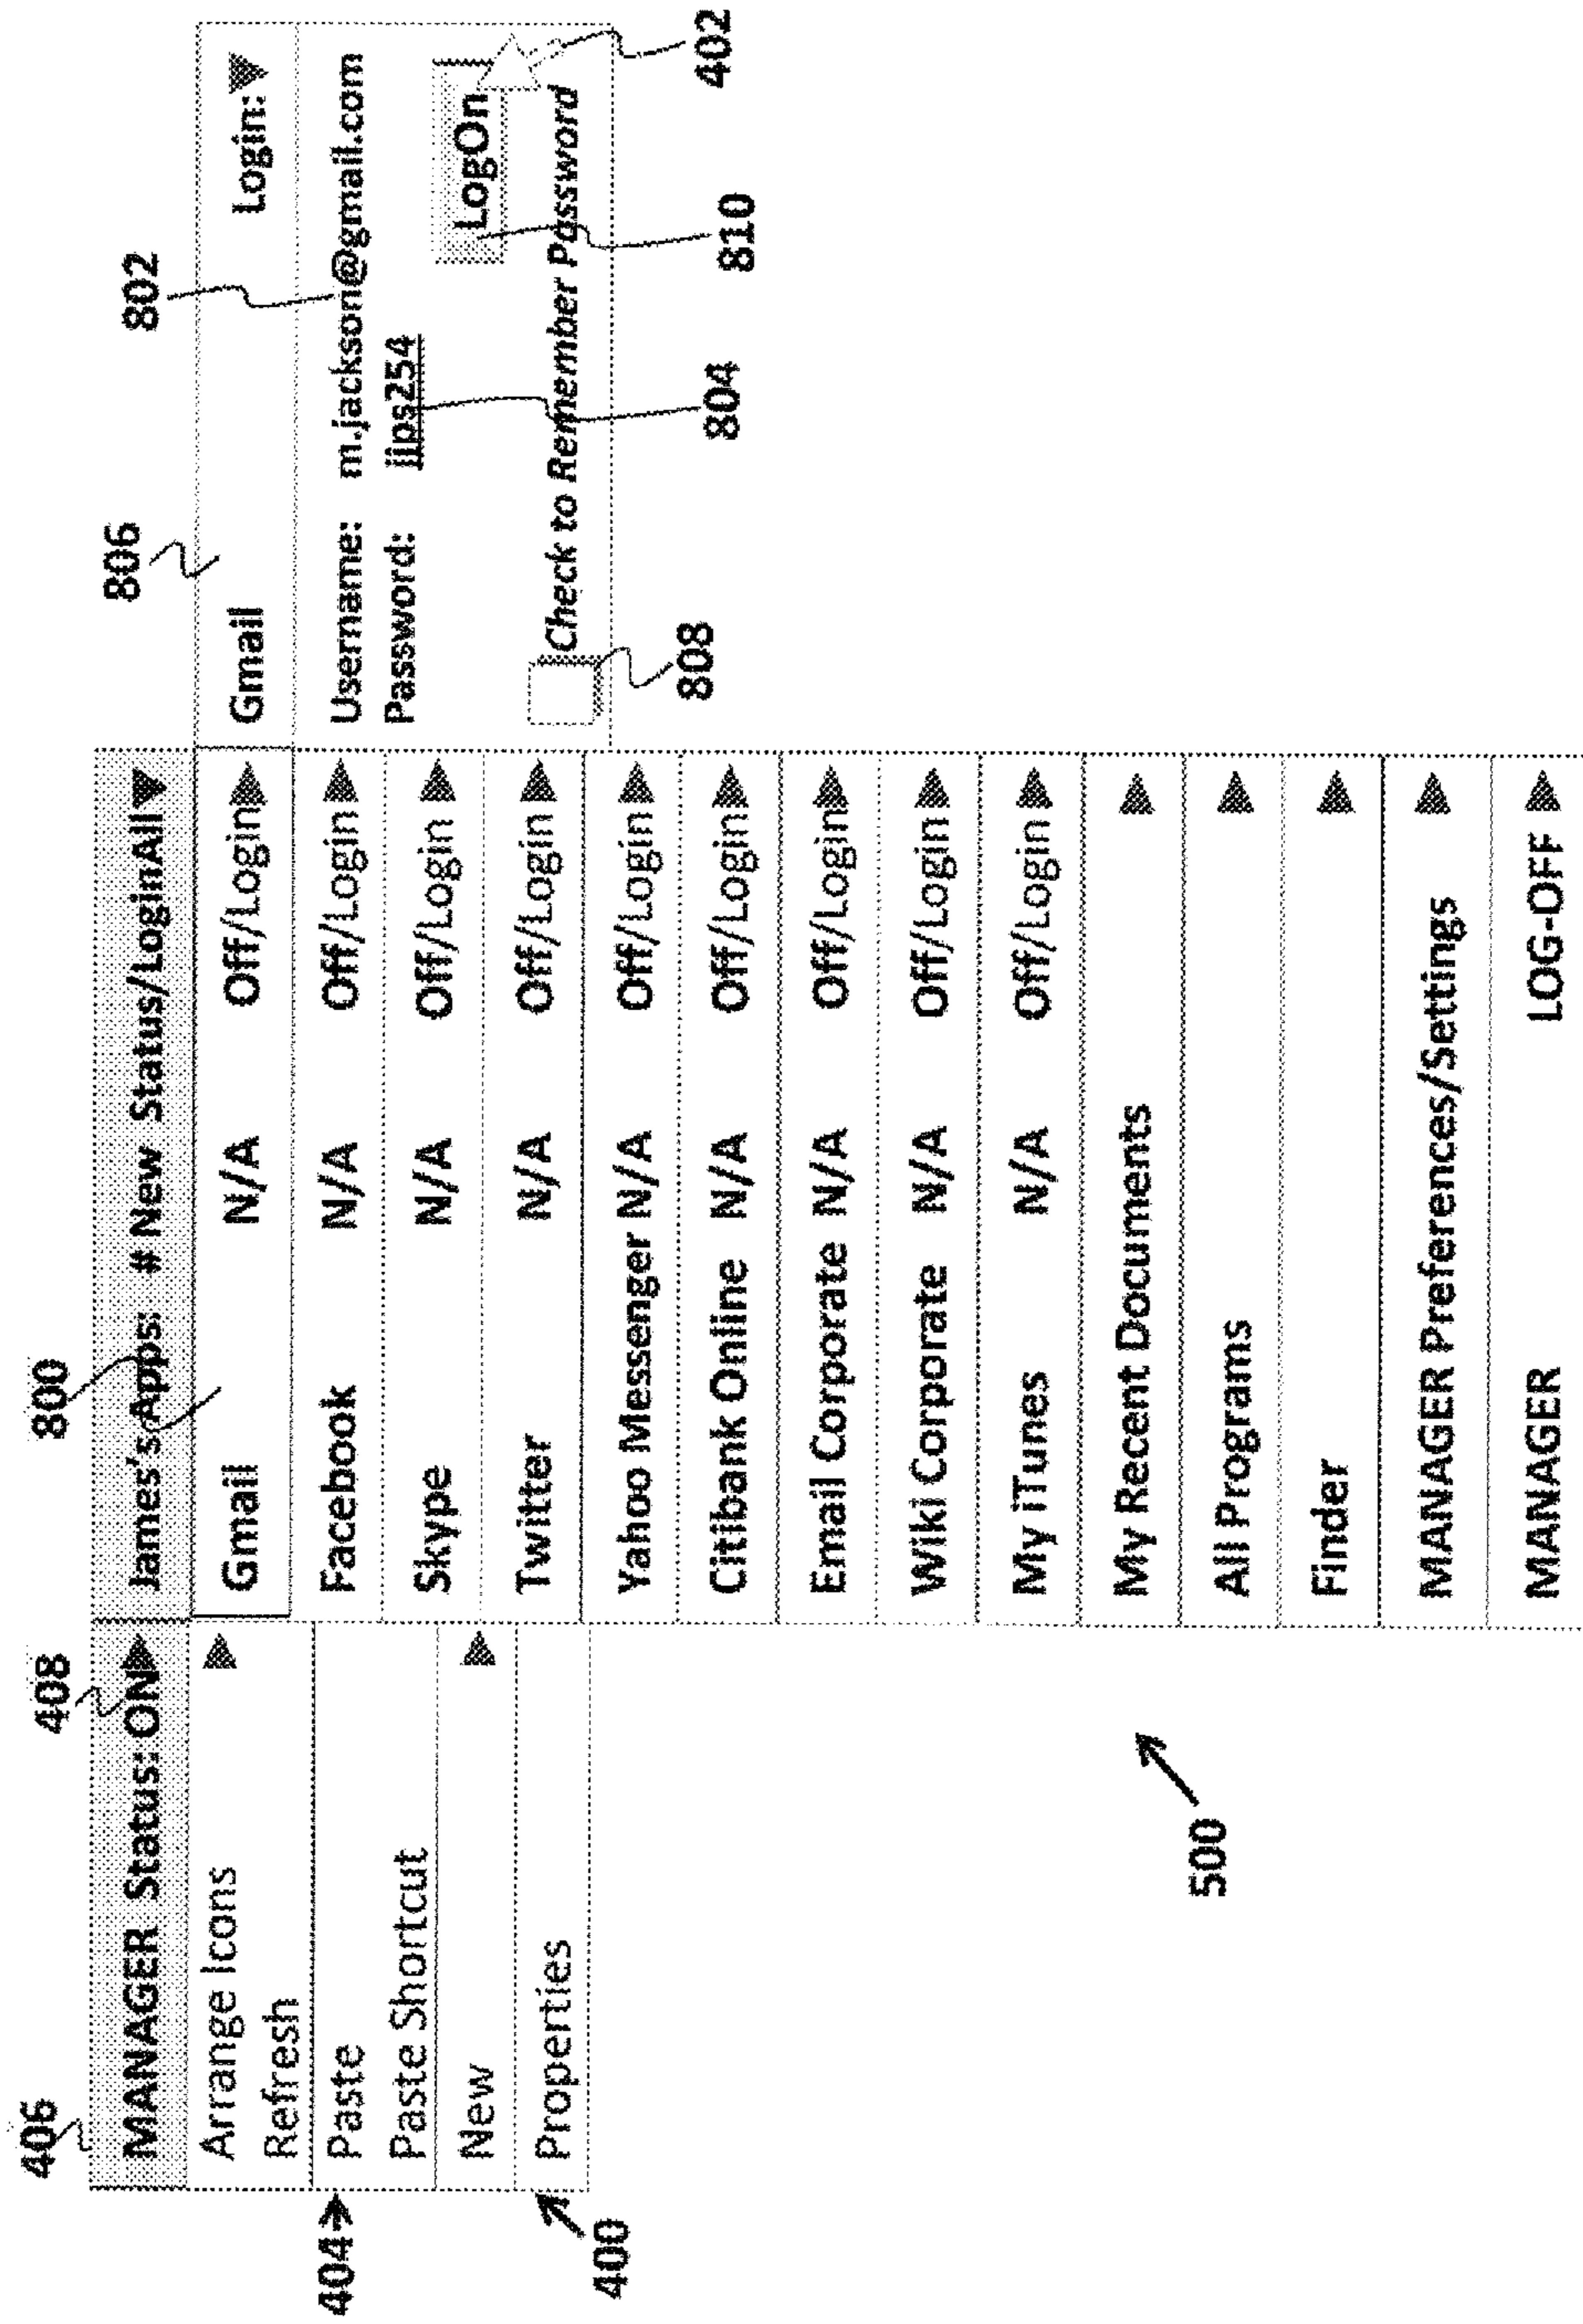 406
408
800
806
802
MANAGER Status: ON
Arrange Icons
Refresh
404
Paste
Paste Shortcut
New
400
Properties
500
James's Apps: # New Status/LoginAll
Gmail N/A Off/Login
Facebook N/A Off/Login
Skype N/A Off/Login
Twitter N/A Off/Login
Yahoo Messenger N/A Off/Login
Citibank Online N/A Off/Login
Email Corporate N/A Off/Login
Wiki Corporate N/A Off/Login
My iTunes N/A Off/Login
My Recent Documents
All Programs
Finder
MANAGER Preferences/Settings
MANAGER LOG-OFF
Gmail Login:
Username: m.jackson@gmail.com
Password: jjps254
LogOn
Check to Remember Password
808
804
810
402